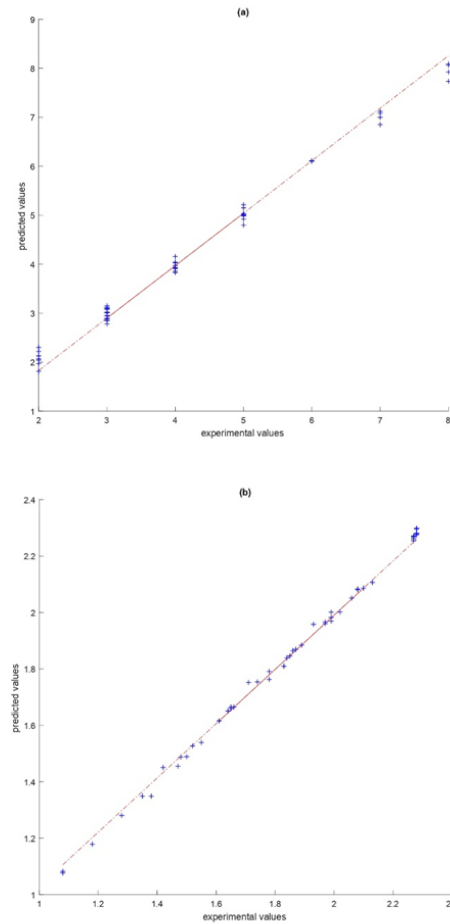 (a)
9
8
7
6
5
4
3
2
1
predicted values
2 3 4 5 6 7 8
experimental values
(b)
2.4
2.2
2
1.8
1.6
1.4
1.2
1
predicted values
1 1.2 1.4 1.6 1.8 2 2.2
experimental values